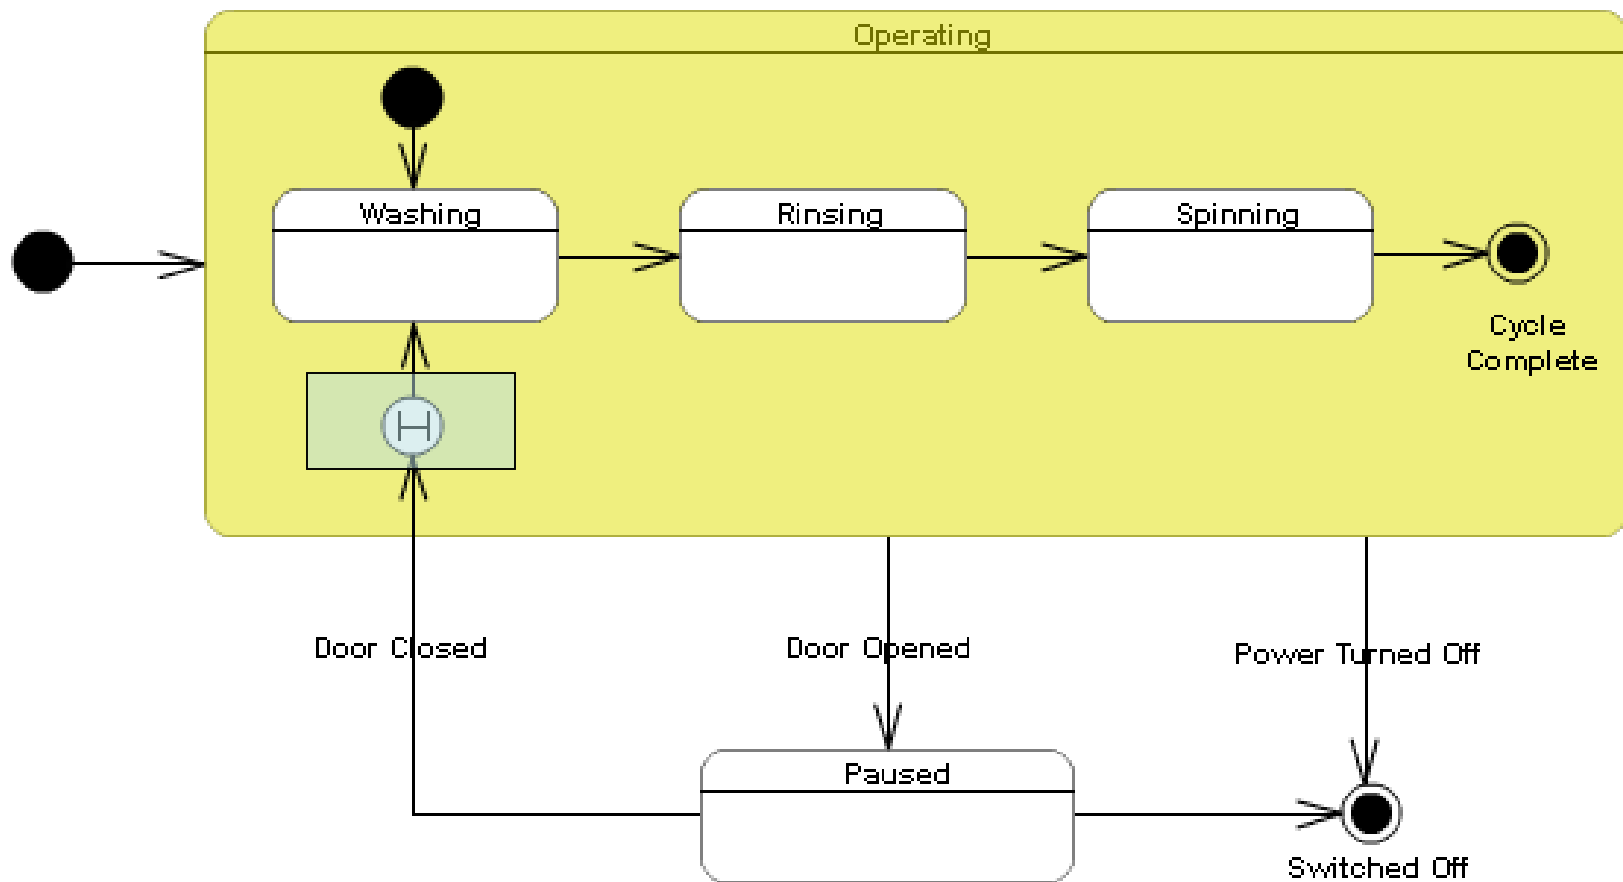 Operating
Washing
Rinsing
Spinning
Cycle
Complete
H
Door Closed
Door Opened
Power Turned Off
Paused
Switched Off